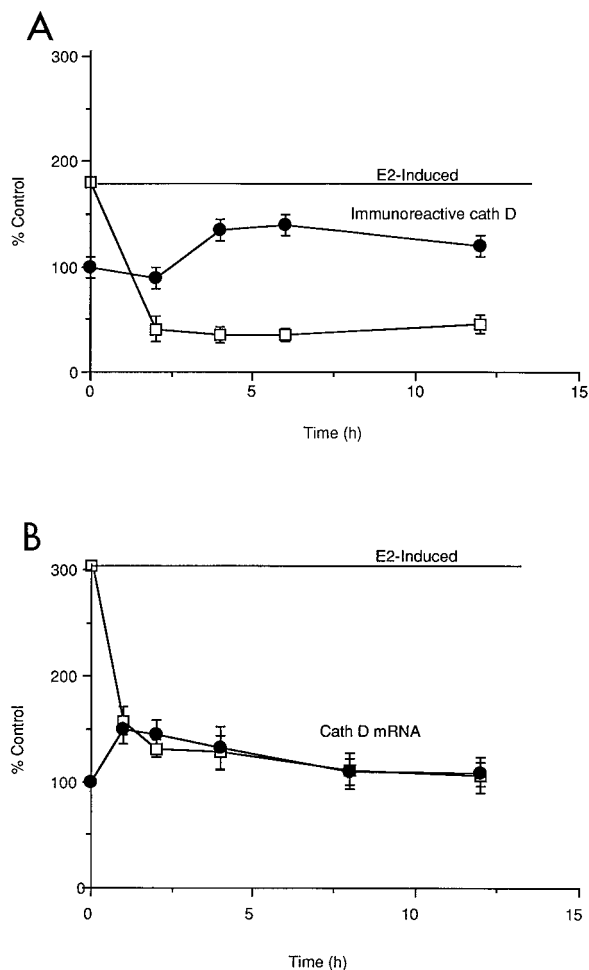 A
300
200
100
0
% Control
E2-Induced
Immunoreactive cath D
0
5
10
15
Time (h)
B
300
200
100
0
% Control
E2-Induced
Cath D mRNA
0
5
10
15
Time (h)